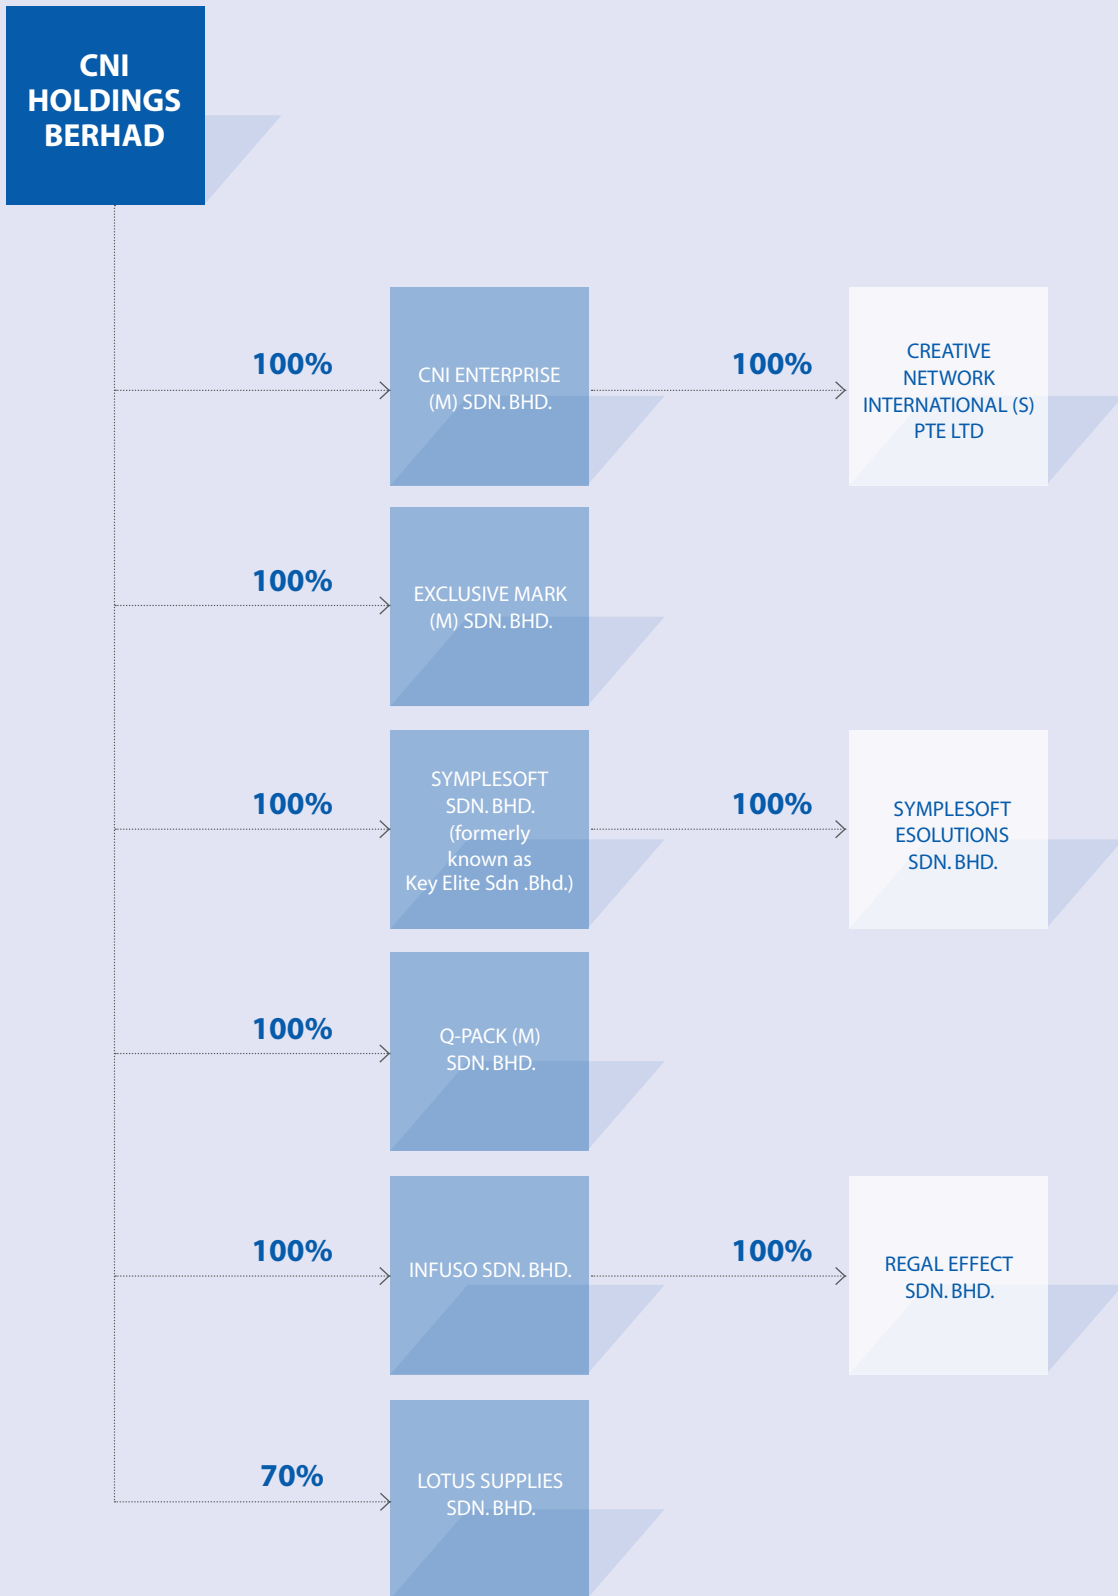 CNI
HOLDINGS
BERHAD
100%
CNI ENTERPRISE
(M) SDN. BHD.
100%
CREATIVE
NETWORK
INTERNATIONAL (S)
PTE LTD
100%
EXCLUSIVE MARK
(M) SDN. BHD.
100%
SYMPLESOFT
SDN. BHD.
(formerly
known as
Key Elite Sdn .Bhd.)
100%
SYMPLESOFT
ESOLUTIONS
SDN. BHD.
100%
Q-PACK (M)
SDN. BHD.
100%
INFUSO SDN. BHD.
100%
REGAL EFFECT
SDN. BHD.
70%
LOTUS SUPPLIES
SDN. BHD.